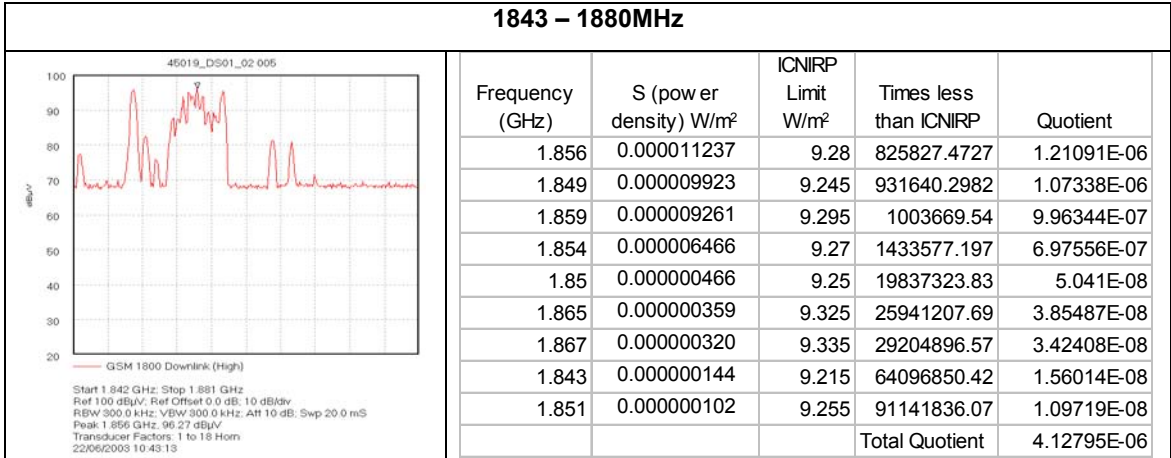 1843 – 1880MHz
45019_DS01_02 005
100
90
80
70
60
50
40
30
20
dBµV
GSM 1800 Downlink (High)
Start 1.842 GHz; Stop 1.881 GHz
Ref 100 dBµV; Ref Offset 0.0 dB; 10 dB/div
RBW 300.0 kHz; VBW 300.0 kHz; Att 10 dB; Swp 20.0 mS
Peak 1.856 GHz, 96.27 dBµV
Transducer Factors: 1 to 18 Horn
22/06/2003 10:43:13
Frequency (GHz) S (power density) W/m² ICNIRP Limit W/m² Times less than ICNIRP Quotient
1.856 0.000011237 9.28 825827.4727 1.21091E-06
1.849 0.000009923 9.245 931640.2982 1.07338E-06
1.859 0.000009261 9.295 1003669.54 9.96344E-07
1.854 0.000006466 9.27 1433577.197 6.97556E-07
1.85 0.000000466 9.25 19837323.83 5.041E-08
1.865 0.000000359 9.325 25941207.69 3.85487E-08
1.867 0.000000320 9.335 29204896.57 3.42408E-08
1.843 0.000000144 9.215 64096850.42 1.56014E-08
1.851 0.000000102 9.255 91141836.07 1.09719E-08
Total Quotient 4.12795E-06